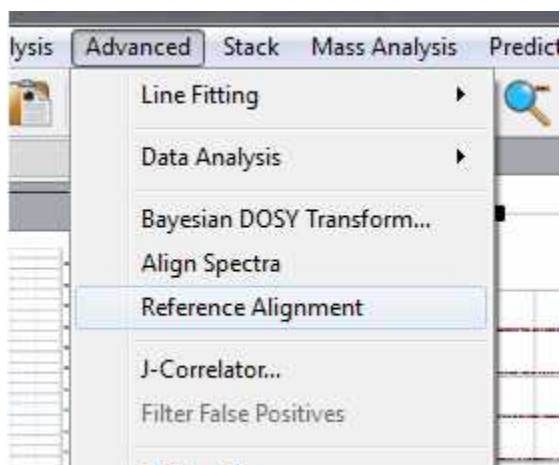 lysis Advanced Stack Mass Analysis Predict
Line Fitting
Data Analysis
Bayesian DOSY Transform...
Align Spectra
Reference Alignment
J-Correlator...
Filter False Positives